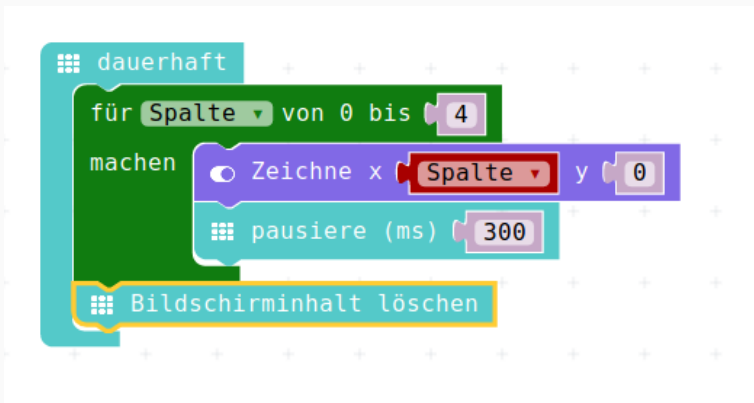 dauerhaft
für Spalte von 0 bis 4
machen
Zeichne x Spalte y 0
pausiere (ms) 300
Bildschirminhalt löschen